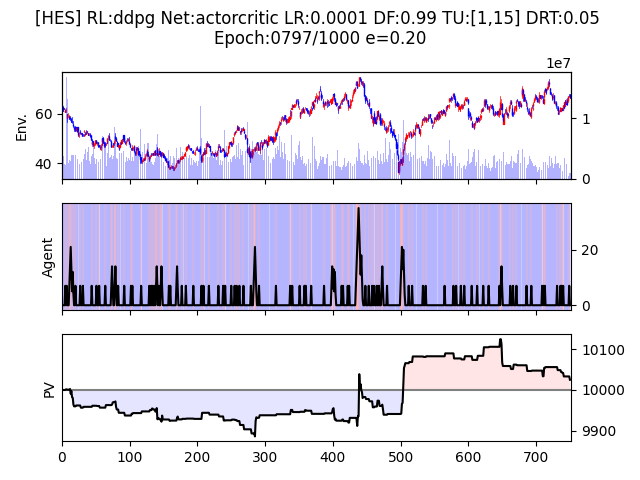 [HES] RL:ddpg Net:actorcritic LR:0.0001 DF:0.99 TU:[1,15] DRT:0.05
Epoch:0797/1000 e=0.20
1e7
Env.
60
40
1
0
Agent
20
0
PV
10100
10000
9900
0 100 200 300 400 500 600 700